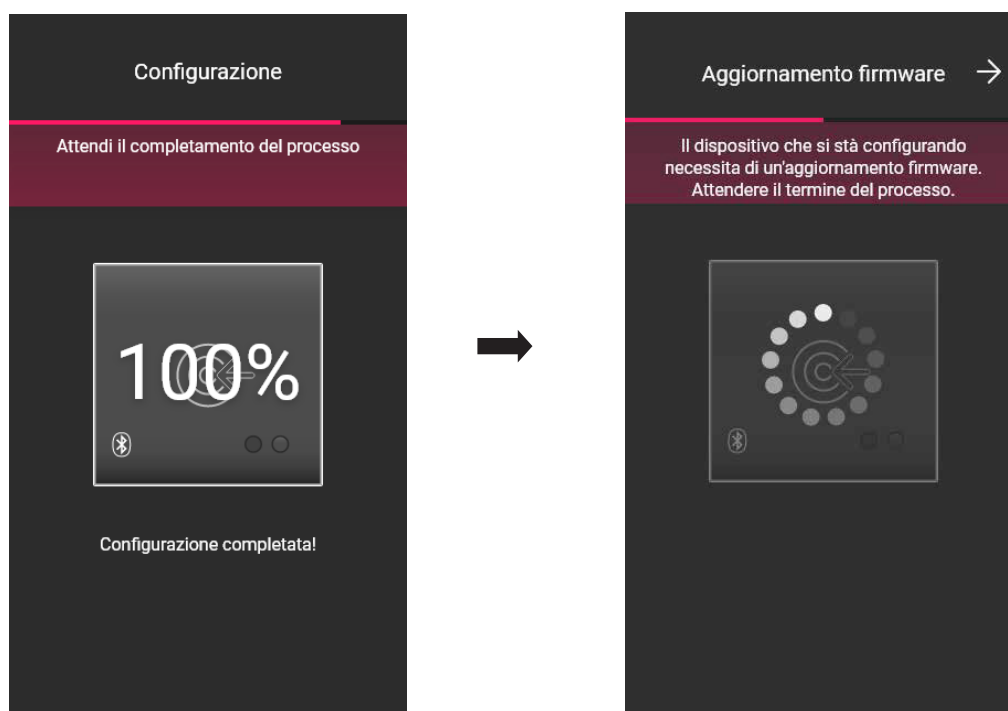 Configurazione
Attendi il completamento del processo
100%
Configurazione completata!
Aggiornamento firmware
Il dispositivo che si stà configurando
necessita di un'aggiornamento firmware.
Attendere il termine del processo.